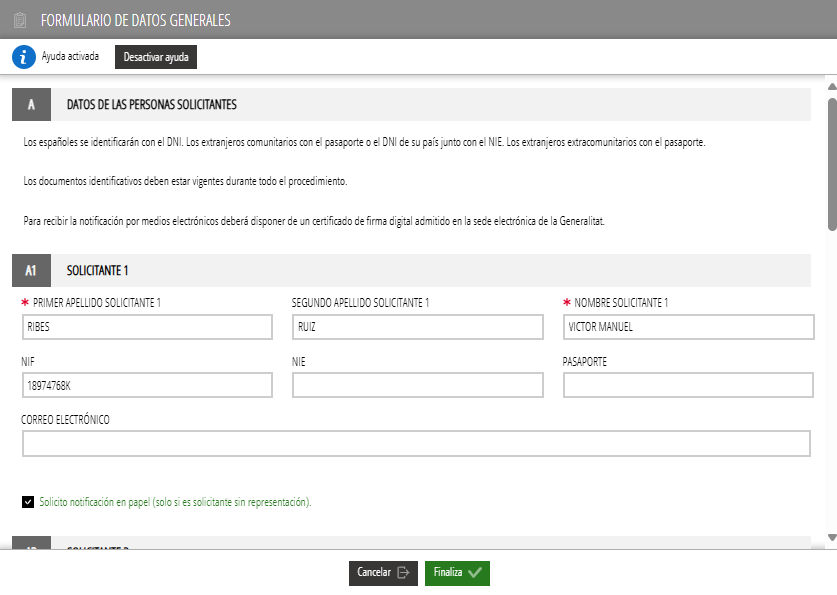 FORMULARIO DE DATOS GENERALES
Ayuda activada
Desactivar ayuda
A DATOS DE LAS PERSONAS SOLICITANTES
Los españoles se identificarán con el DNI. Los extranjeros comunitarios con el pasaporte o el DNI de su país junto con el NIE. Los extranjeros extracomunitarios con el pasaporte.
Los documentos identificativos deben estar vigentes durante todo el procedimiento.
Para recibir la notificación por medios electrónicos deberá disponer de un certificado de firma digital admitido en la sede electrónica de la Generalitat.
A1 SOLICITANTE 1
* PRIMER APELLIDO SOLICITANTE 1
SEGUNDO APELLIDO SOLICITANTE 1
* NOMBRE SOLICITANTE 1
RIBES
RUIZ
VICTOR MANUEL
NIF
NIE
PASAPORTE
18974768K
CORREO ELECTRÓNICO
Solicito notificación en papel (solo si es solicitante sin representación).
Cancelar
Finaliza